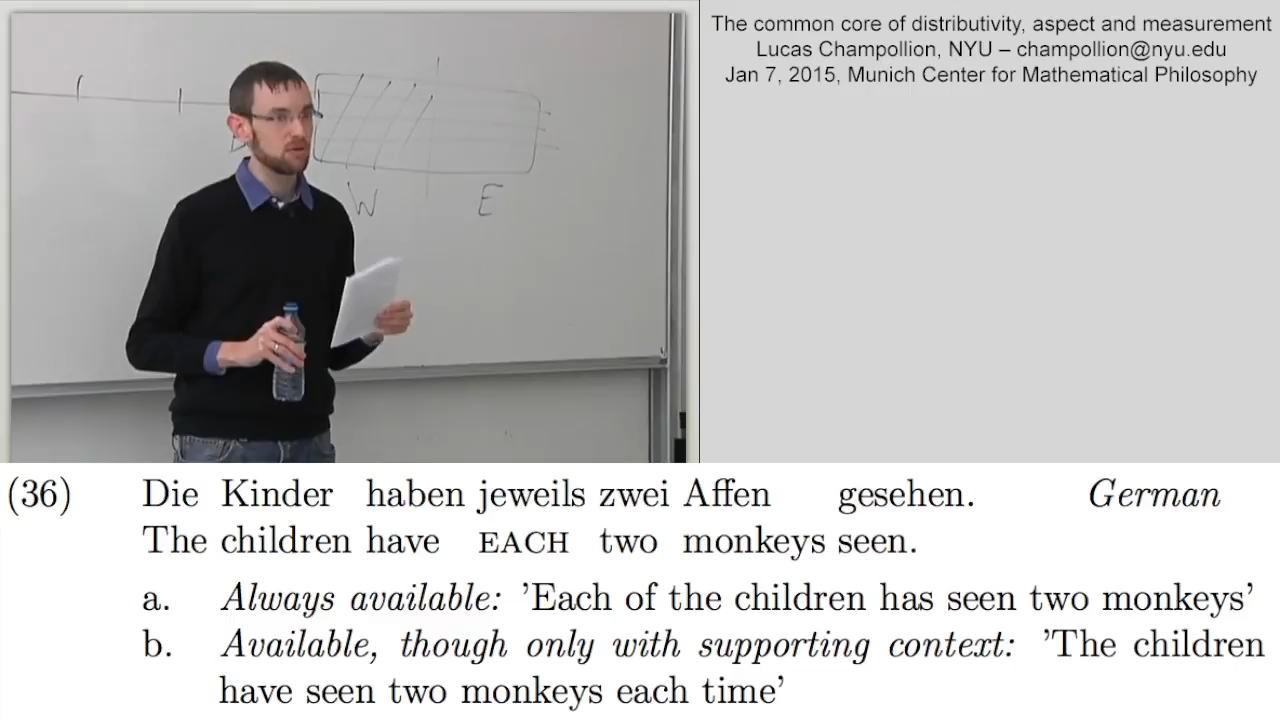 The common core of distributivity, aspect and measurement
Lucas Champollion, NYU – champollion@nyu.edu
Jan 7, 2015, Munich Center for Mathematical Philosophy
W E
(36) Die Kinder haben jeweils zwei Affen gesehen. German
The children have EACH two monkeys seen.
a. Always available: ’Each of the children has seen two monkeys’
b. Available, though only with supporting context: ’The children
have seen two monkeys each time’